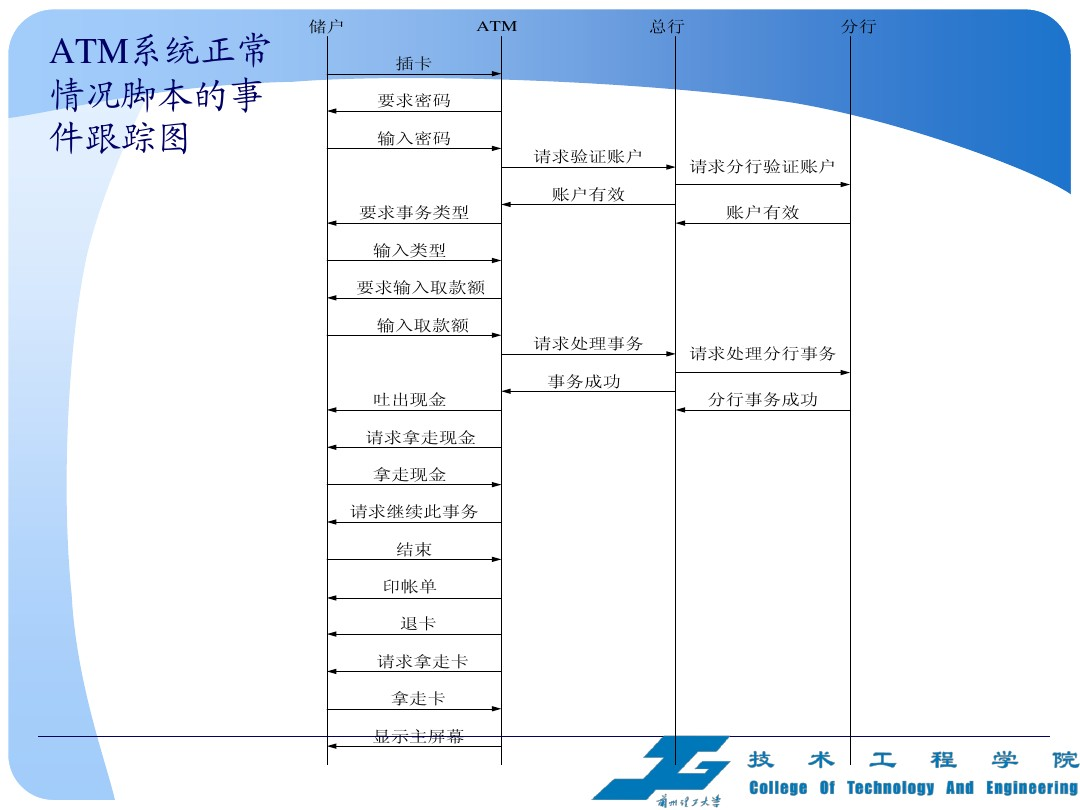 ATM系统正常
情况脚本的事
件跟踪图
储户
ATM
总行
分行
插卡
要求密码
输入密码
请求验证账户
请求分行验证账户
账户有效
账户有效
要求事务类型
输入类型
要求输入取款额
输入取款额
请求处理事务
请求处理分行事务
事务成功
分行事务成功
吐出现金
请求拿走现金
拿走现金
请求继续此事务
结束
印帐单
退卡
请求拿走卡
拿走卡
显示主屏幕
技术工程学院
College Of Technology And Engineering
兰州理工大学